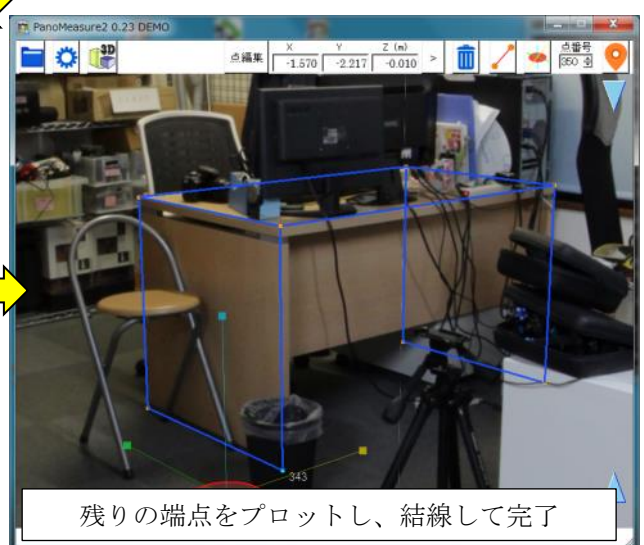 PanoMeasure2 0.23 DEMO
3D
点編集
X Y Z (m)
-1.570 -2.217 -0.010 >
点番号
350
343
残りの端点をプロットし、結線して完了